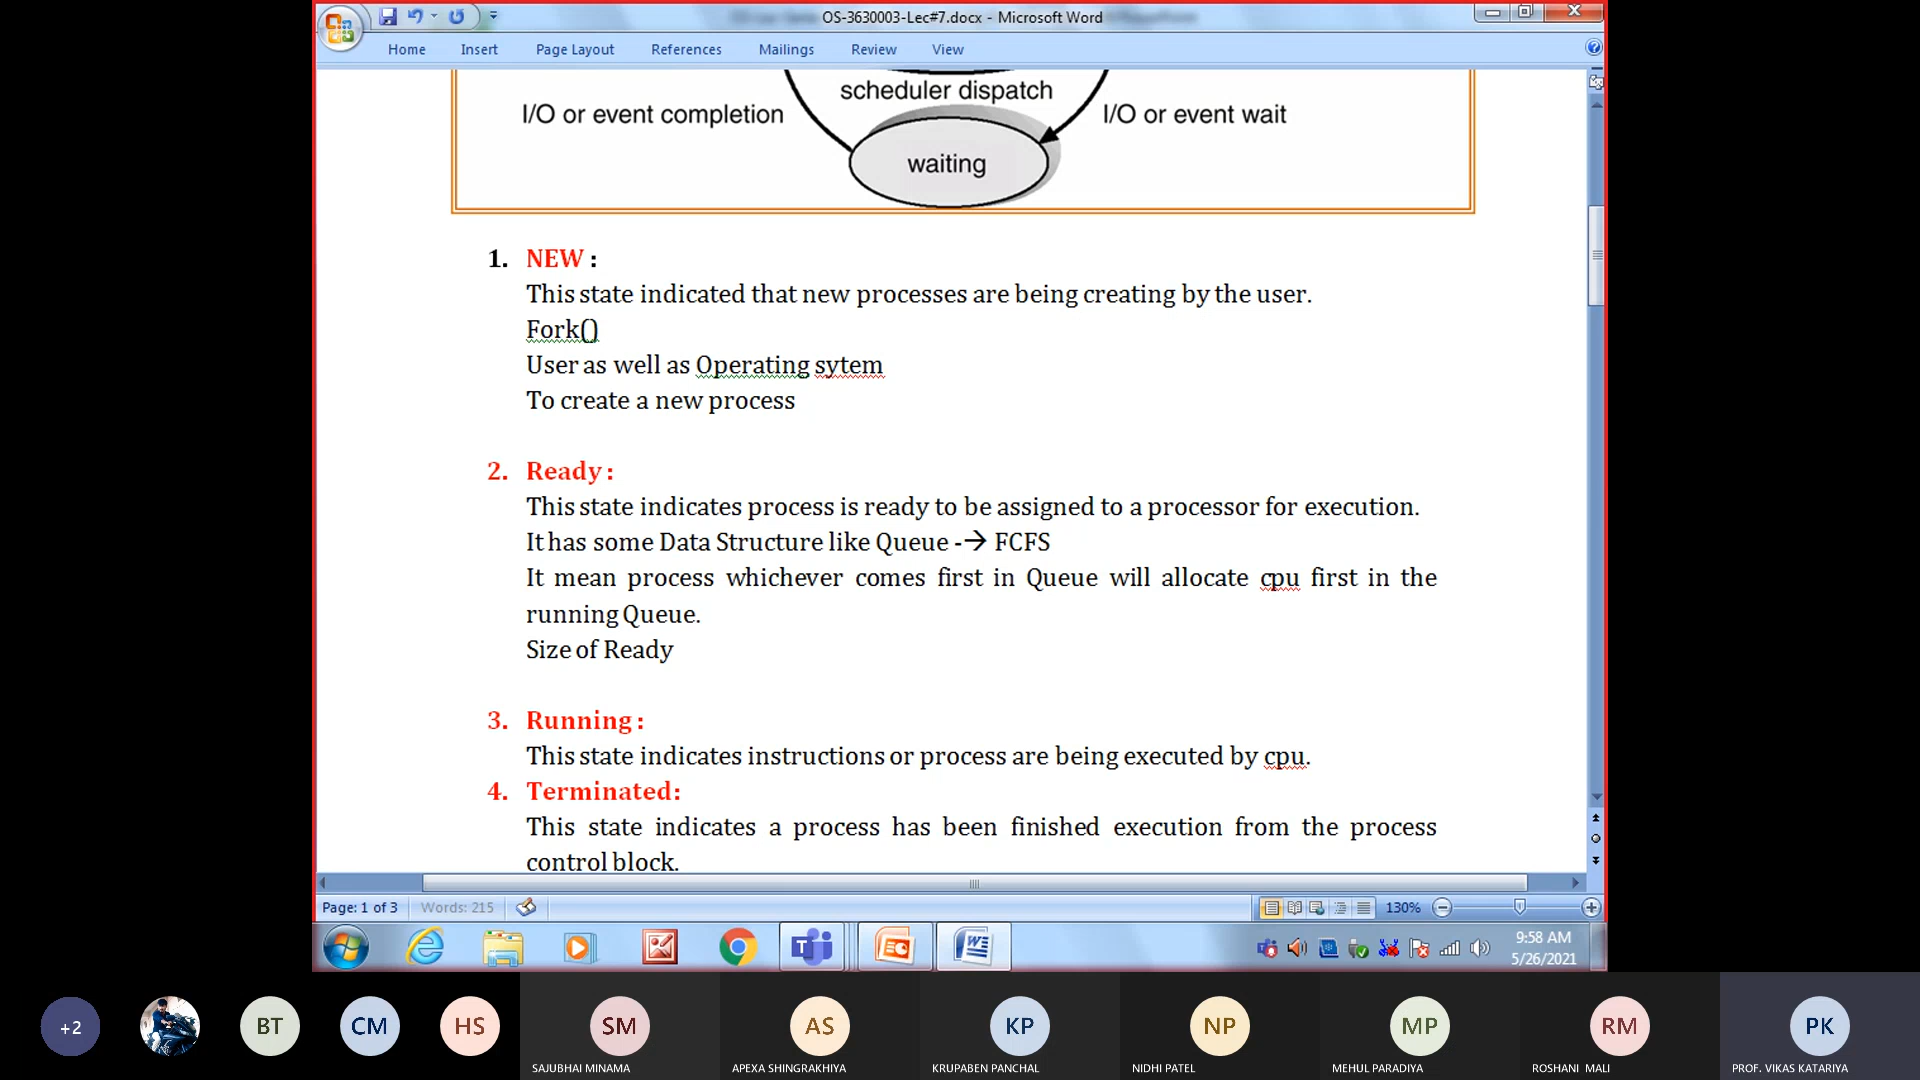 OS-3630003-Lec#7.docx - Microsoft Word
Home Insert Page Layout References Mailings Review View
scheduler dispatch
I/O or event completion
I/O or event wait
waiting
1. NEW :
This state indicated that new processes are being creating by the user.
Fork()
User as well as Operating sytem
To create a new process
2. Ready :
This state indicates process is ready to be assigned to a processor for execution.
It has some Data Structure like Queue -→ FCFS
It mean process whichever comes first in Queue will allocate cpu first in the
running Queue.
Size of Ready
3. Running :
This state indicates instructions or process are being executed by cpu.
4. Terminated:
This state indicates a process has been finished execution from the process
control block.
Page: 1 of 3 Words: 215 130%
9:58 AM
5/26/2021
+2 BT CM HS SM AS KP NP MP RM PK
SAJUBHAI MINAMA APEXA SHINGRAKHIYA KRUPABEN PANCHAL NIDHI PATEL MEHUL PARADIYA ROSHANI MALI PROF. VIKAS KATARIYA